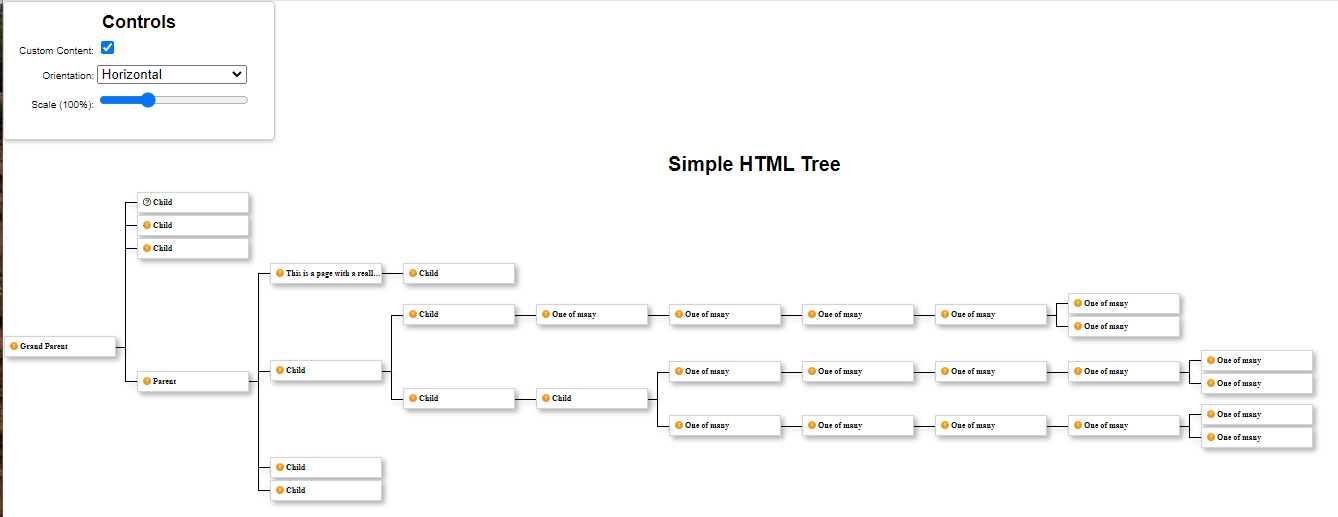 Controls
Custom Content:
Orientation: Horizontal
Scale (100%):
Simple HTML Tree
Child
Child
Child
This is a page with a reall...
Child
One of many
Child
One of many
One of many
One of many
One of many
One of many
Grand Parent
One of many
Child
One of many
One of many
One of many
One of many
Parent
One of many
Child
Child
One of many
One of many
One of many
One of many
One of many
One of many
Child
Child